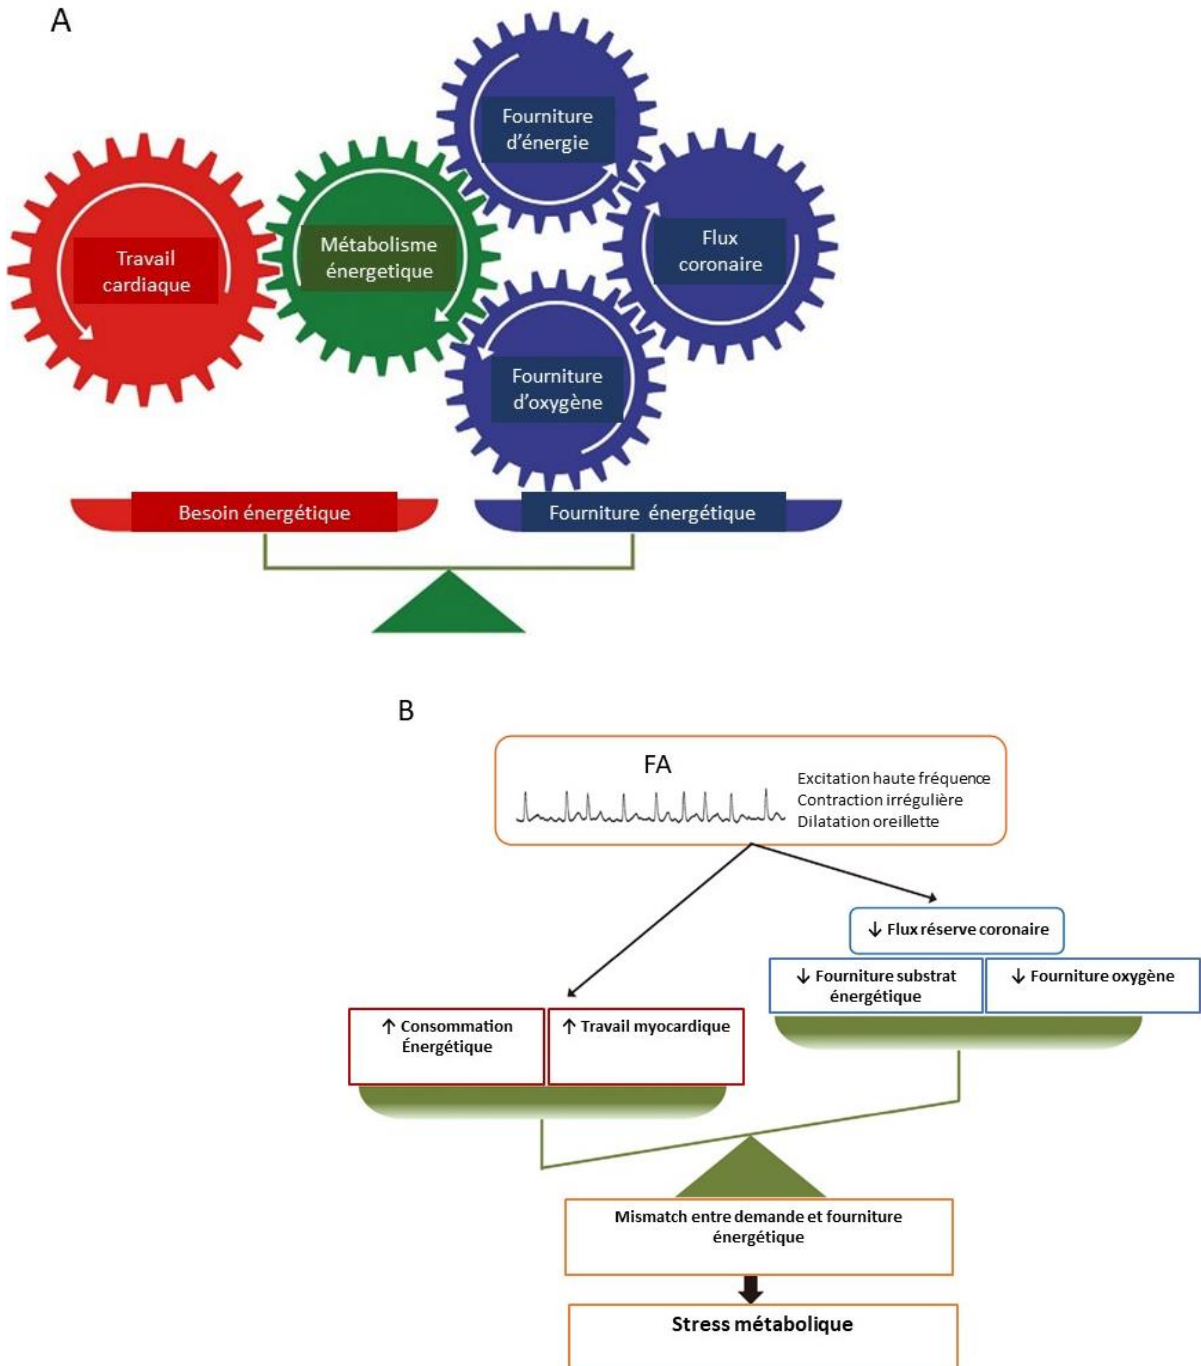 A
Fourniture
d'énergie
Flux
coronaire
Métabolisme
énergetique
Travail
cardiaque
Fourniture
d'oxygène
Besoin énergétique
Fourniture énergétique
B
FA
Excitation haute fréquence
Contraction irrégulière
Dilatation oreillette
↓ Flux réserve coronaire
↓ Fourniture substrat
énergétique
↓ Fourniture oxygène
↑ Consommation
Énergétique
↑ Travail myocardique
Mismatch entre demande et fourniture
énergétique
Stress métabolique